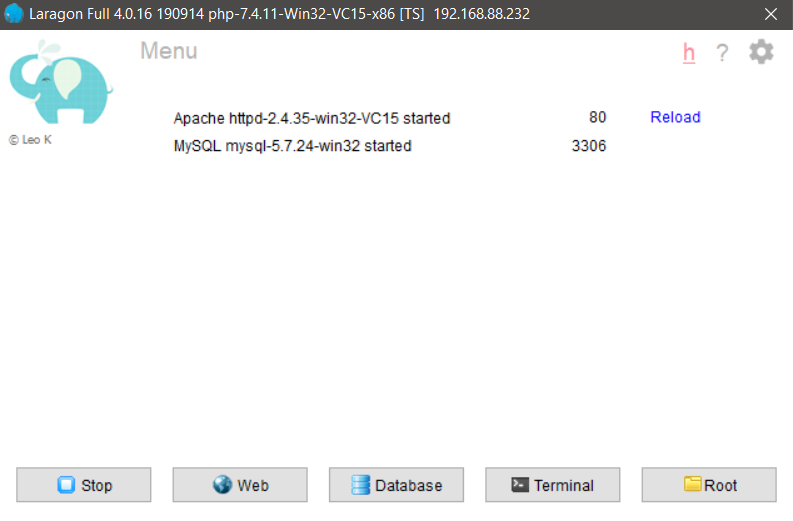 Laragon Full 4.0.16 190914 php-7.4.11-Win32-VC15-x86 [TS] 192.168.88.232
Menu
h ?
© Leo K
Apache httpd-2.4.35-win32-VC15 started 80 Reload
MySQL mysql-5.7.24-win32 started 3306
Stop Web Database Terminal Root